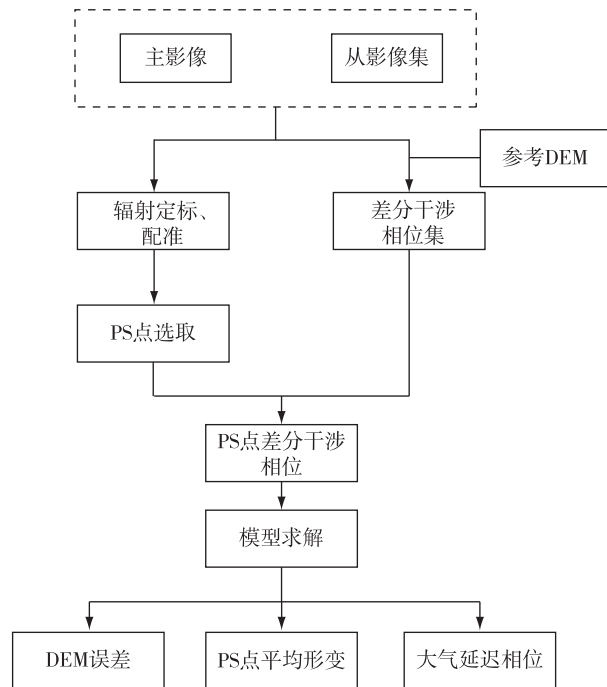 主影像
从影像集
参考DEM
辐射定标、
配准
差分干涉
相位集
PS点选取
PS点差分干涉
相位
模型求解
DEM误差
PS点平均形变
大气延迟相位